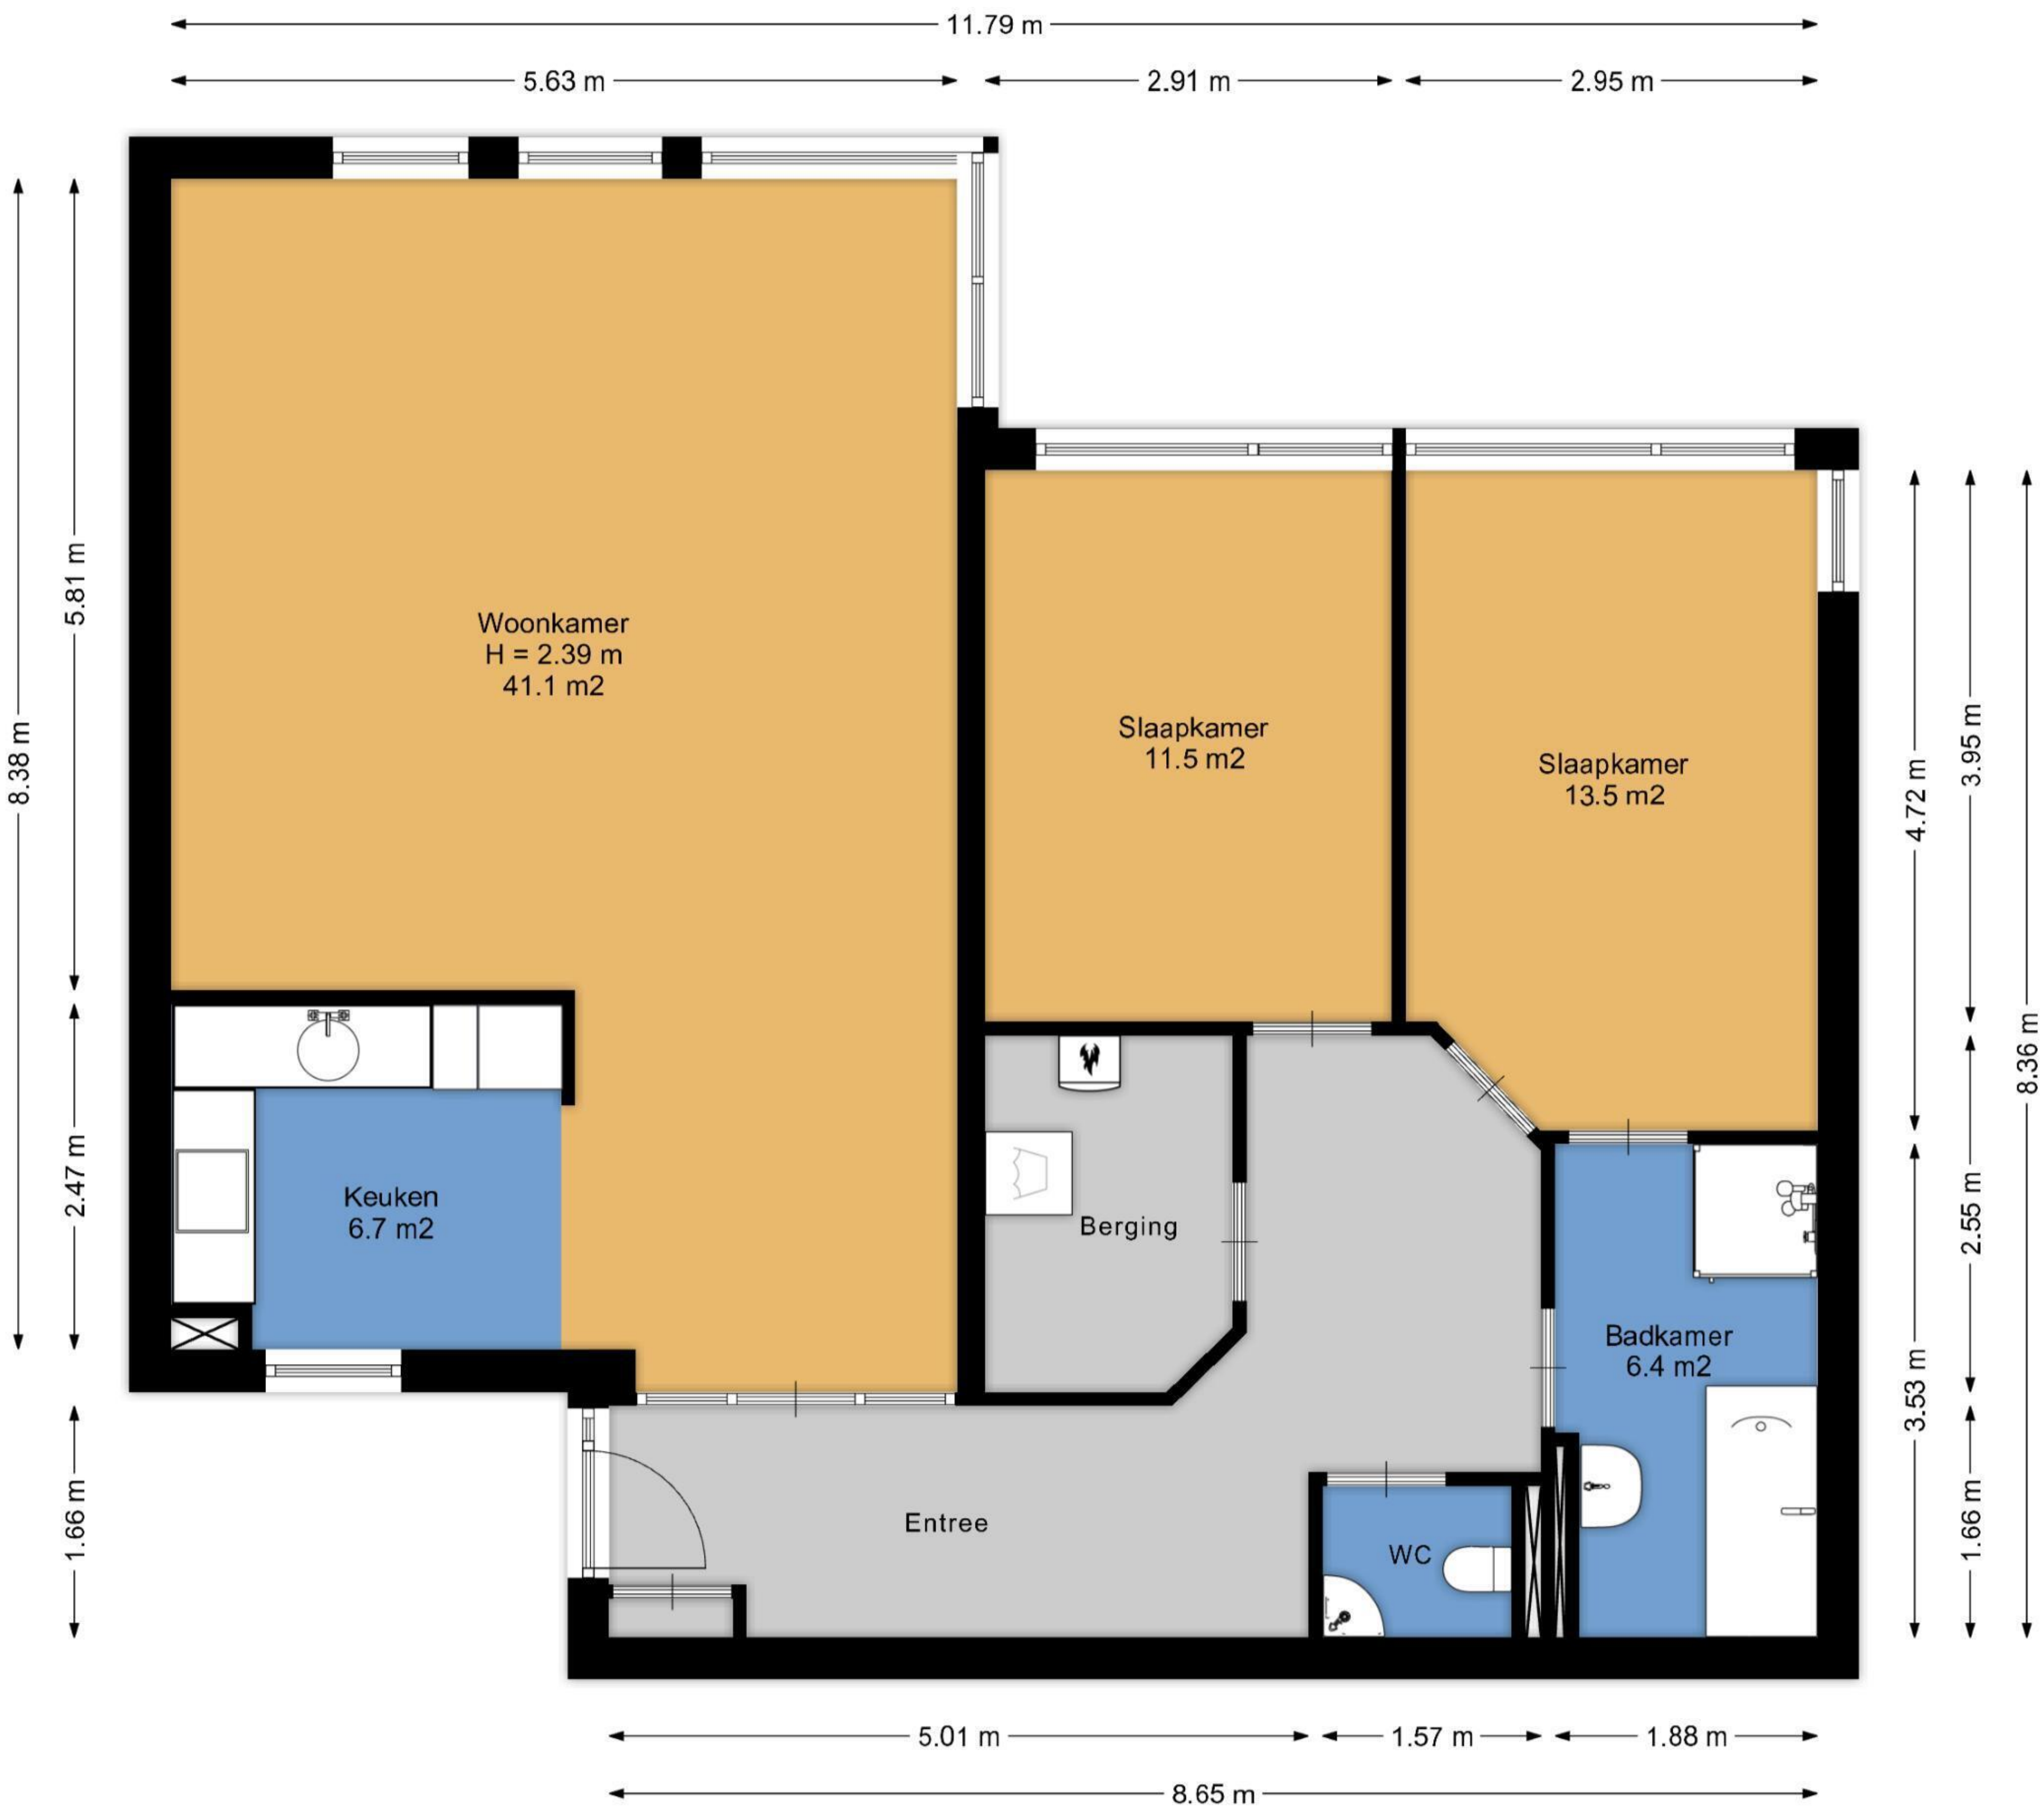 11.79 m
5.63 m
2.91 m
2.95 m
8.38 m
5.81 m
2.47 m
1.66 m
Woonkamer
H = 2.39 m
41.1 m2
Slaapkamer
11.5 m2
Slaapkamer
13.5 m2
Keuken
6.7 m2
Berging
Badkamer
6.4 m2
Entree
WC
4.72 m
3.53 m
3.95 m
2.55 m
1.66 m
8.36 m
5.01 m
1.57 m
1.88 m
8.65 m